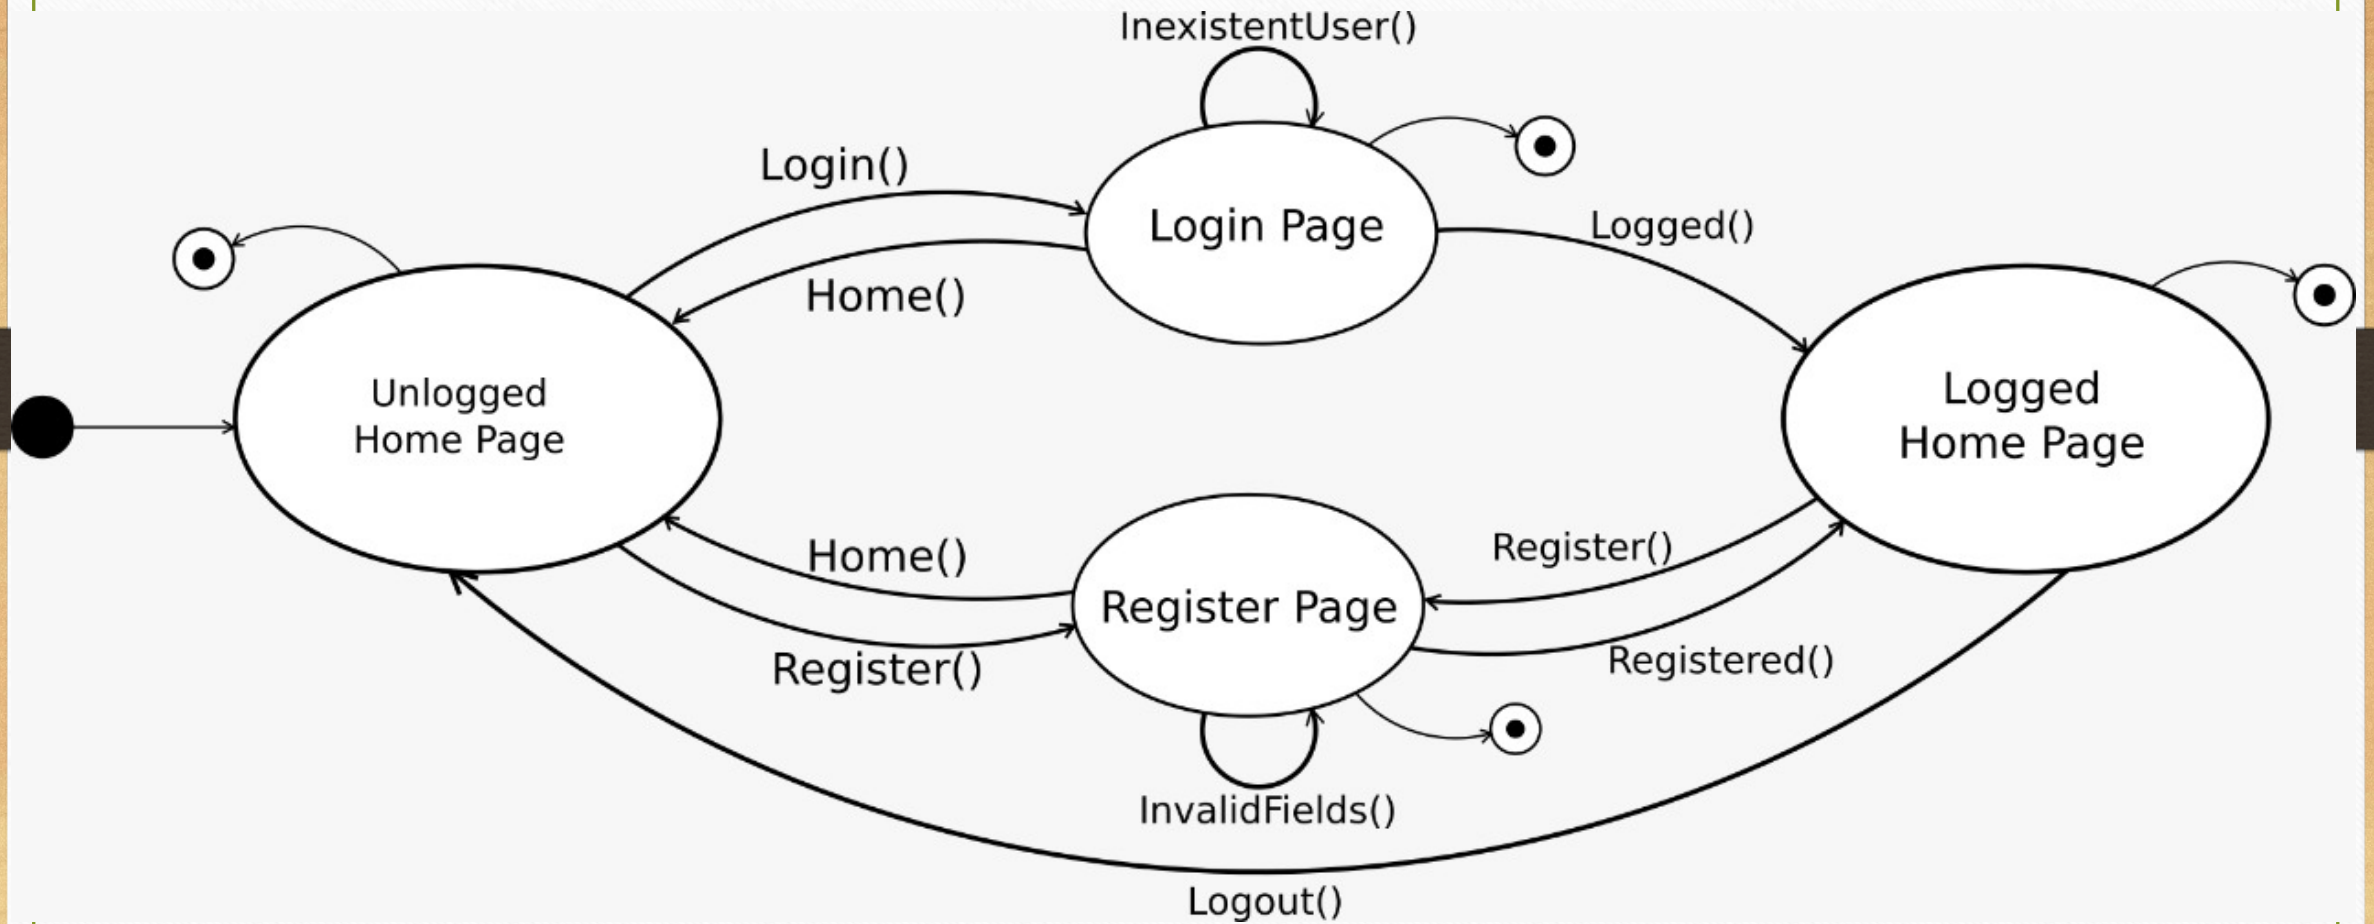 InexistentUser()
Login()
Login Page
Logged()
Home()
Unlogged
Home Page
Logged
Home Page
Home()
Register()
Register Page
Register()
Registered()
InvalidFields()
Logout()